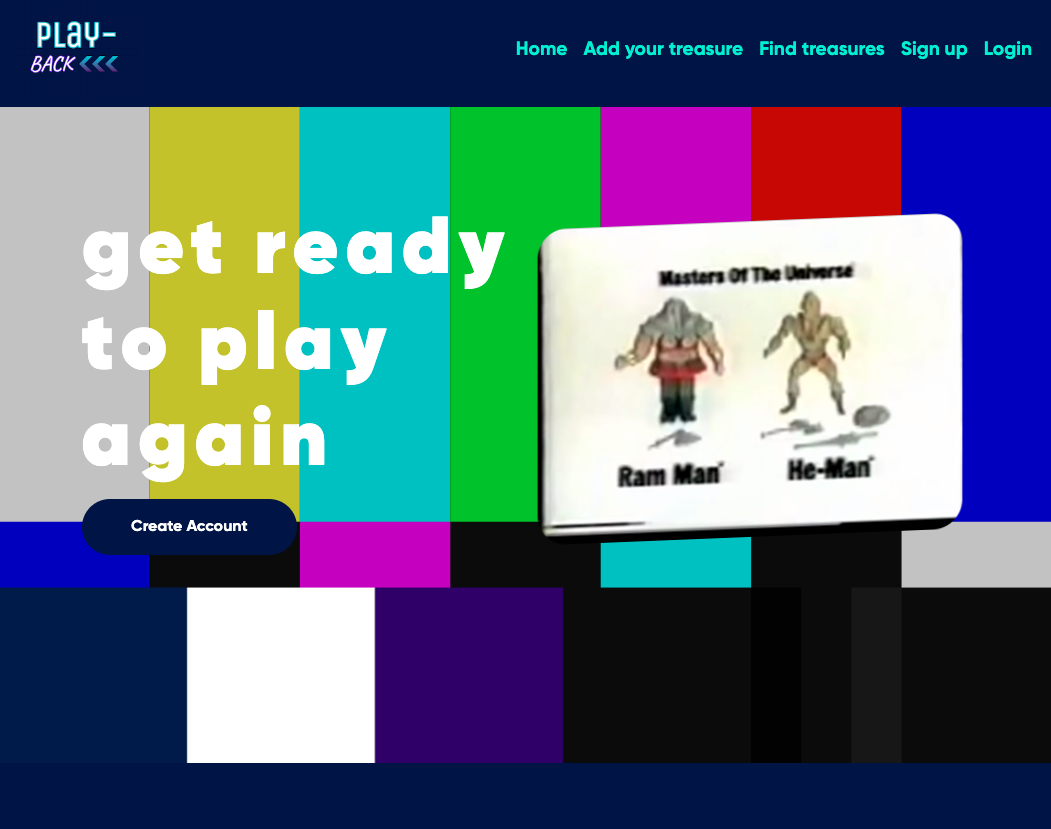 PLAY-
BACK
Home Add your treasure Find treasures Sign up Login
get ready
to play
again
Create Account
Masters Of The Universe
Ram Man
He-Man